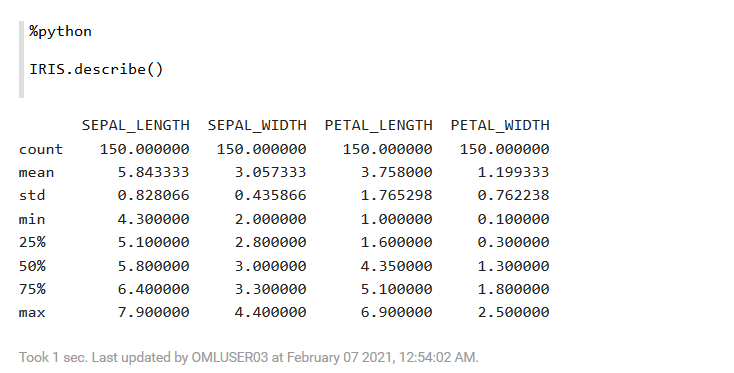 %python
IRIS.describe()
SEPAL_LENGTH SEPAL_WIDTH PETAL_LENGTH PETAL_WIDTH
count 150.000000 150.000000 150.000000 150.000000
mean 5.843333 3.057333 3.758000 1.199333
std 0.828066 0.435866 1.765298 0.762238
min 4.300000 2.000000 1.000000 0.100000
25% 5.100000 2.800000 1.600000 0.300000
50% 5.800000 3.000000 4.350000 1.300000
75% 6.400000 3.300000 5.100000 1.800000
max 7.900000 4.400000 6.900000 2.500000
Took 1 sec. Last updated by OMLUSER03 at February 07 2021, 12:54:02 AM.